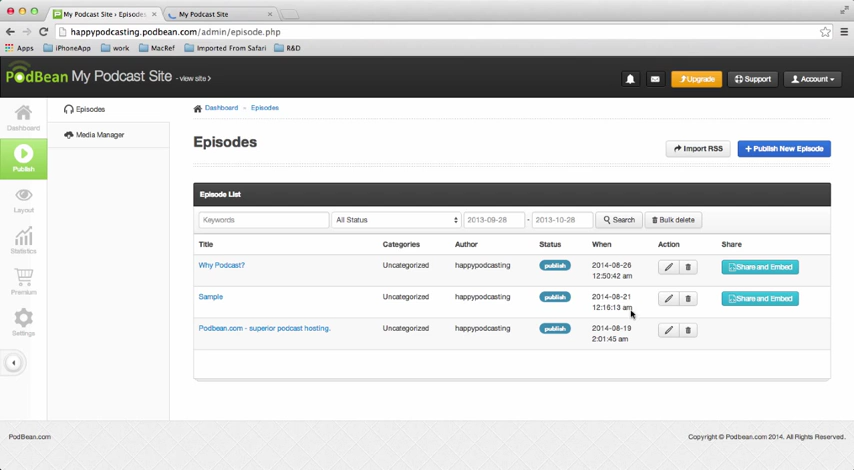 My Podcast Site › Episodes
My Podcast Site
happypodcasting.podbean.com/admin/episode.php
Apps iPhoneApp work MacRef Imported From Safari R&D
PodBean My Podcast Site - view site ›
Upgrade Support Account
Dashboard
Publish
Layout
Statistics
Premium
Settings
Episodes
Media Manager
Dashboard › Episodes
Episodes
Import RSS + Publish New Episode
Episode List
Keywords All Status 2013-09-28 - 2013-10-28 Search Bulk delete
Title Categories Author Status When Action Share
Why Podcast? Uncategorized happypodcasting publish 2014-08-26 Share and Embed
12:50:42 am
Sample Uncategorized happypodcasting publish 2014-08-21 Share and Embed
12:16:13 am
Podbean.com - superior podcast hosting. Uncategorized happypodcasting publish 2014-08-19
2:01:45 am
PodBean.com Copyright © Podbean.com 2014. All Rights Reserved.